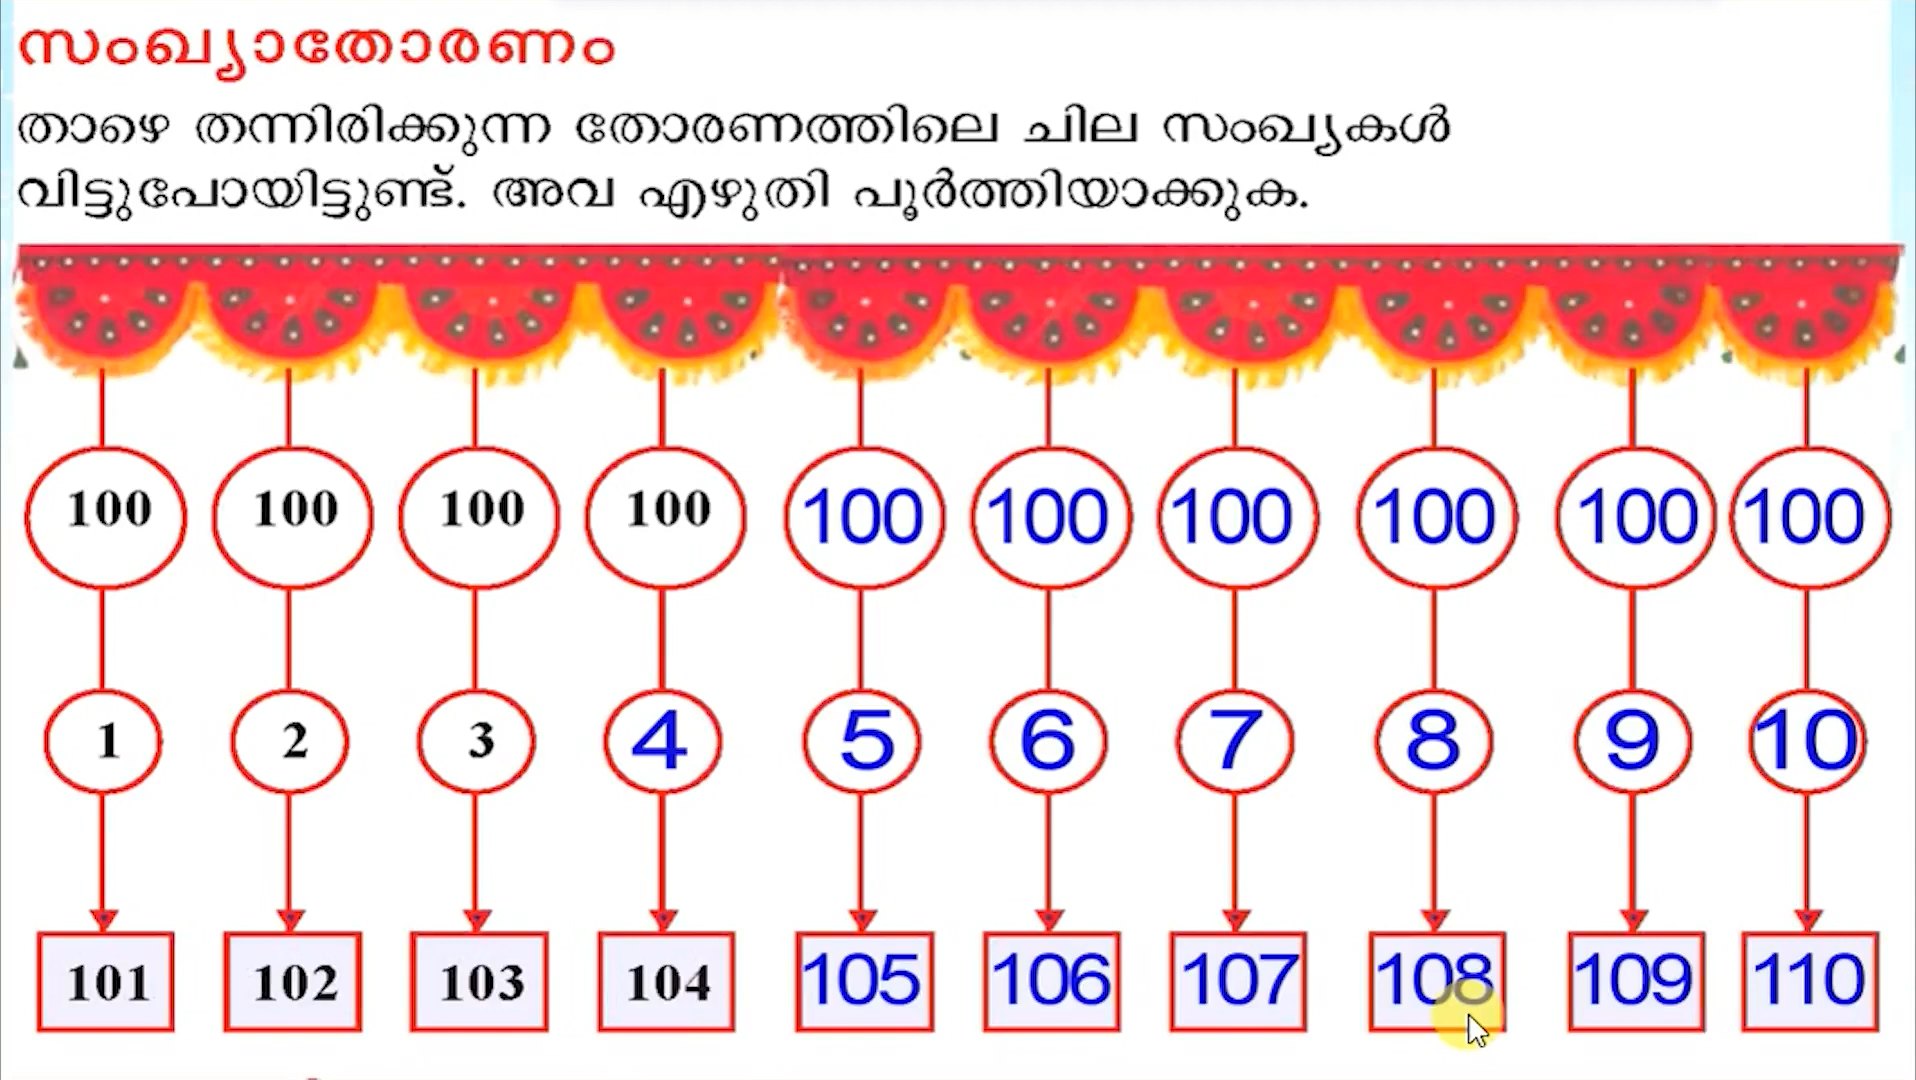 സംഖ്യാതോരണം
താഴെ തന്നിരിക്കുന്ന തോരണത്തിലെ ചില സംഖ്യകൾ
വിട്ടുപോയിട്ടുണ്ട്. അവ എഴുതി പൂർത്തിയാക്കുക.
100 100 100 100 100 100 100 100 100 100
1 2 3 4 5 6 7 8 9 10
101 102 103 104 105 106 107 108 109 110